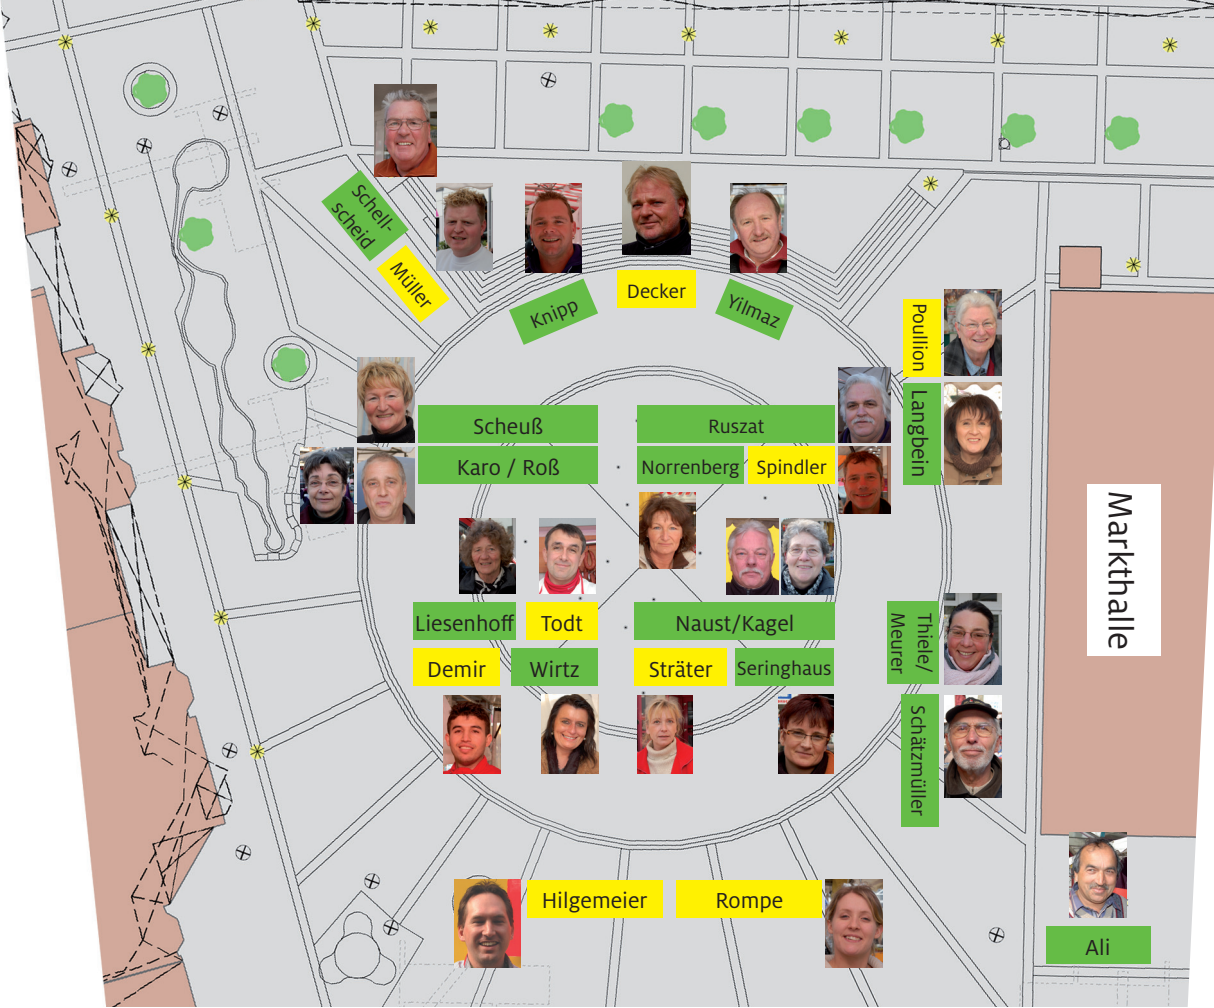 Schell-
scheid
Müller
Knipp
Decker
Yilmaz
Poullion
Langbein
Scheuß
Ruszat
Karo / Roß
Norrenberg
Spindler
Markthalle
Liesenhoff
Todt
Naust/Kagel
Thiele/
Meurer
Demir
Wirtz
Sträter
Seringhaus
Schätzmüller
Hilgemeier
Rompe
Ali